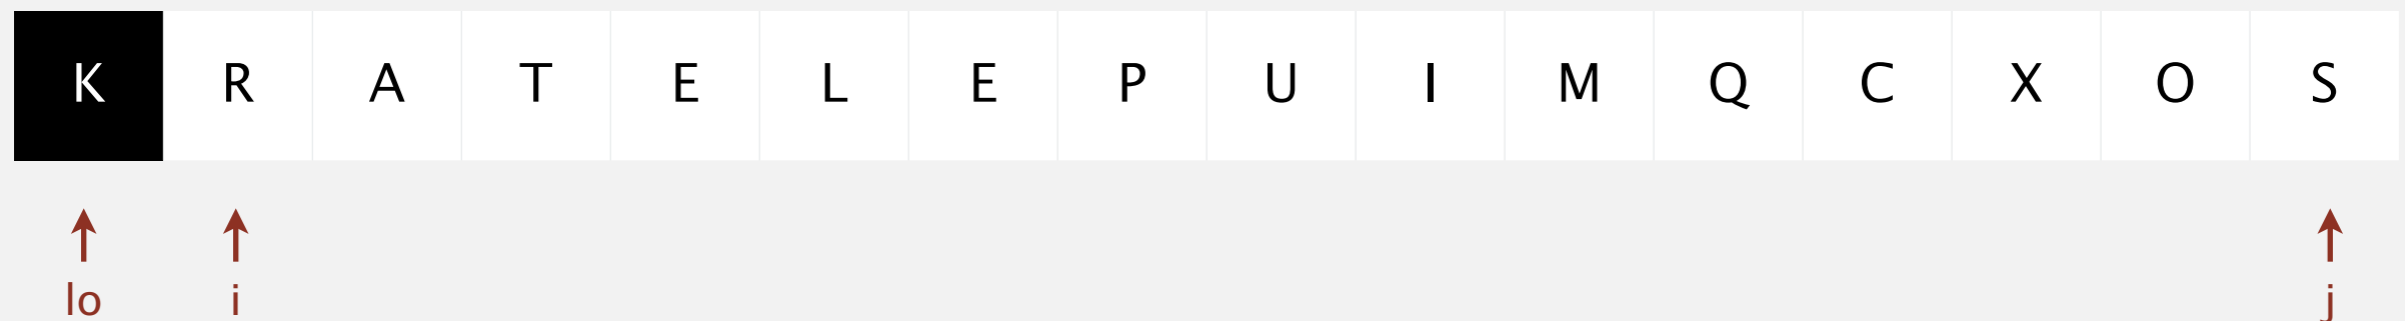 K R A T E L E P U I M Q C X O S
lo i j